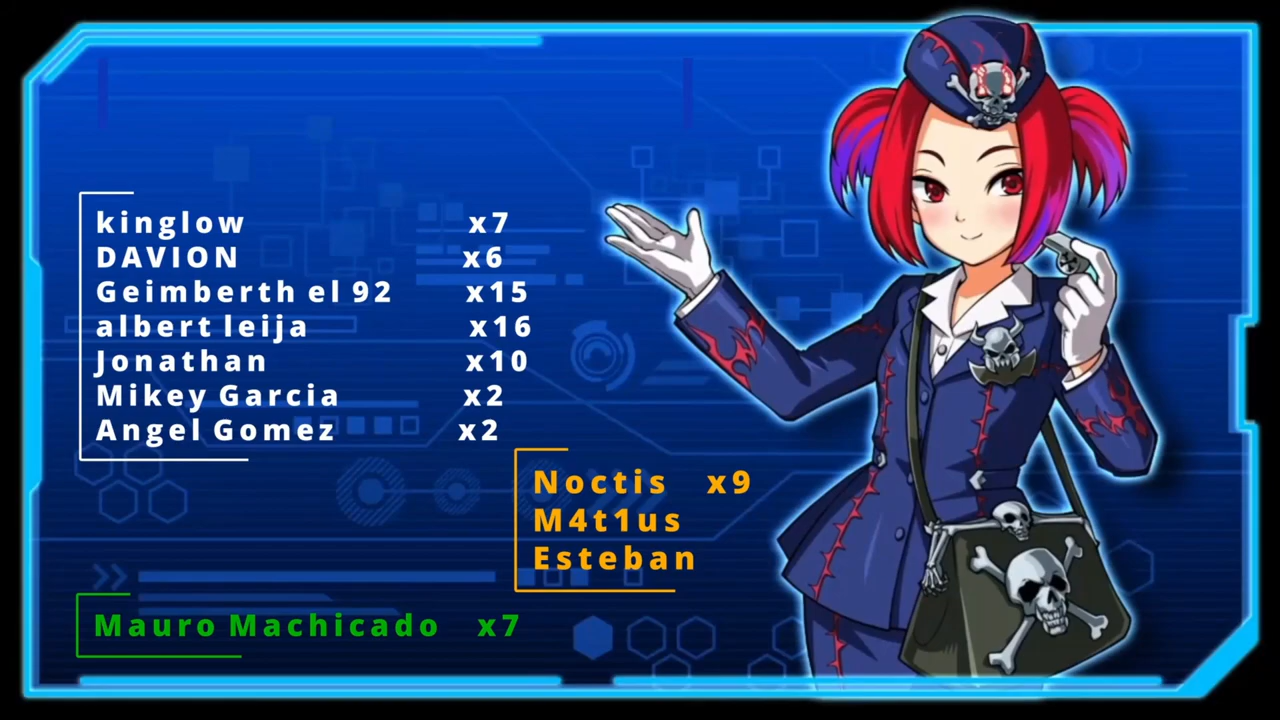 kinglow x7
DAVION x6
Geimberth el 92 x15
albert leija x16
Jonathan x10
Mikey Garcia x2
Angel Gomez x2
Noctis x9
M4t1us
Esteban
Mauro Machicado x7